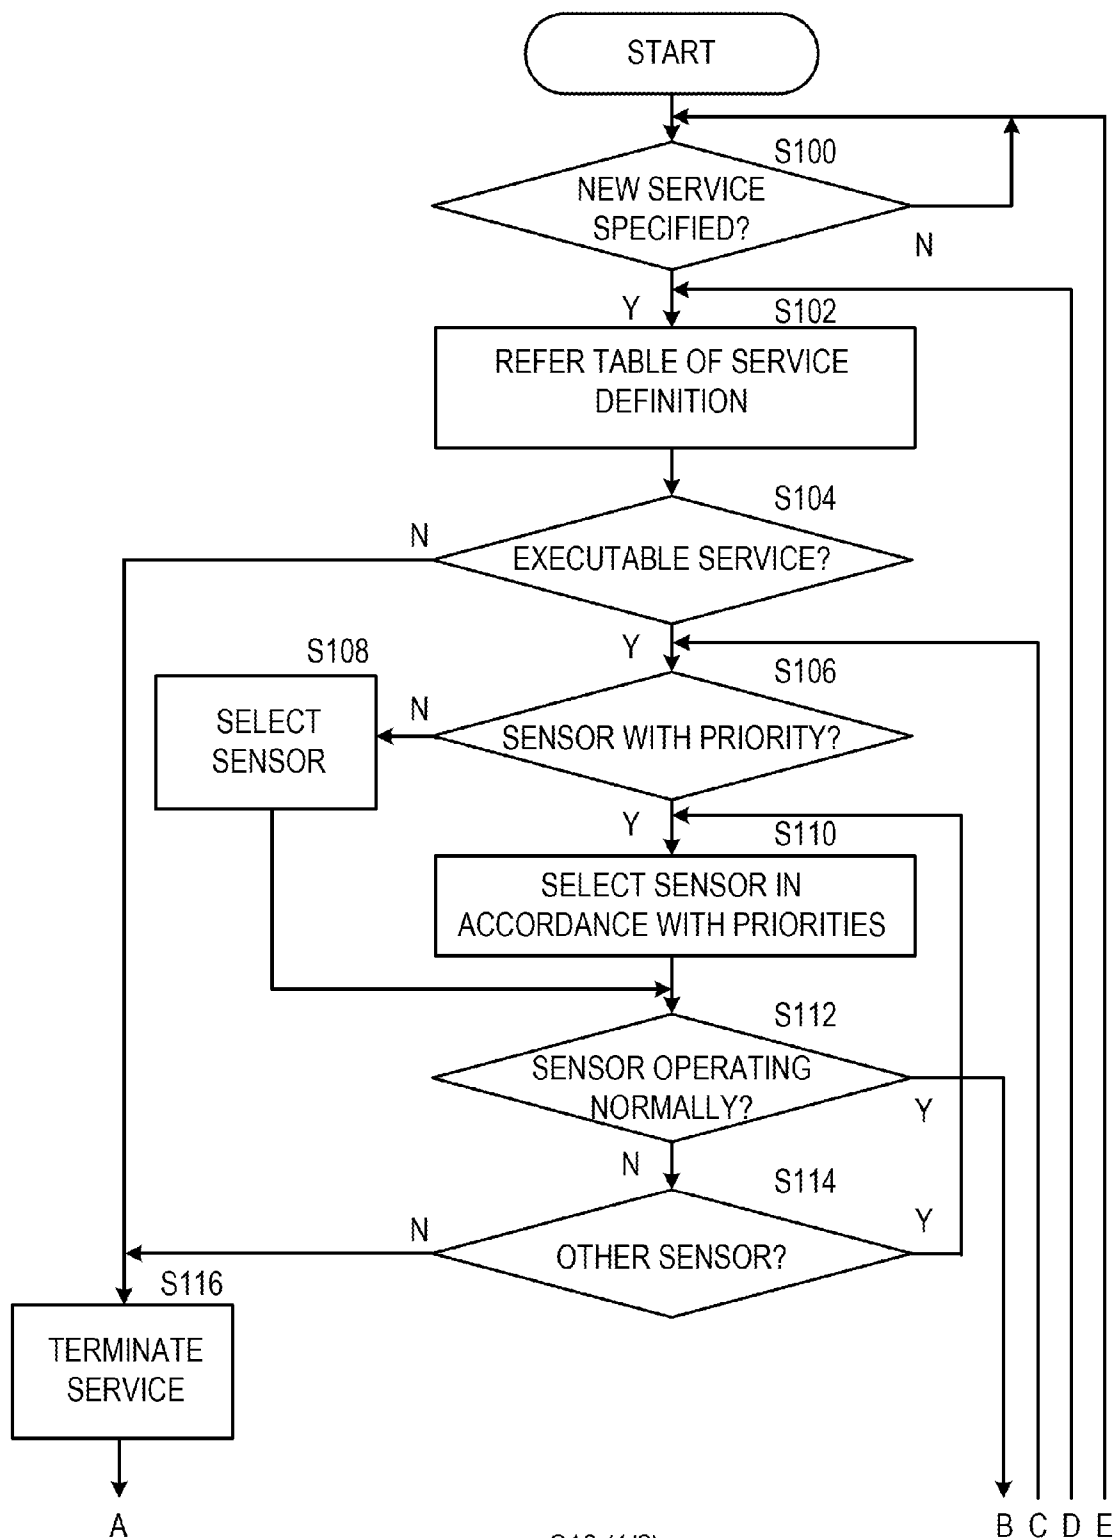 START
S100
NEW SERVICE
SPECIFIED?
N
Y
S102
REFER TABLE OF SERVICE
DEFINITION
S104
N
EXECUTABLE SERVICE?
Y
S108
S106
SELECT
SENSOR
N
SENSOR WITH PRIORITY?
Y
S110
SELECT SENSOR IN
ACCORDANCE WITH PRIORITIES
S112
SENSOR OPERATING
NORMALLY?
Y
N
S114
N
Y
OTHER SENSOR?
S116
TERMINATE
SERVICE
A
B C D E